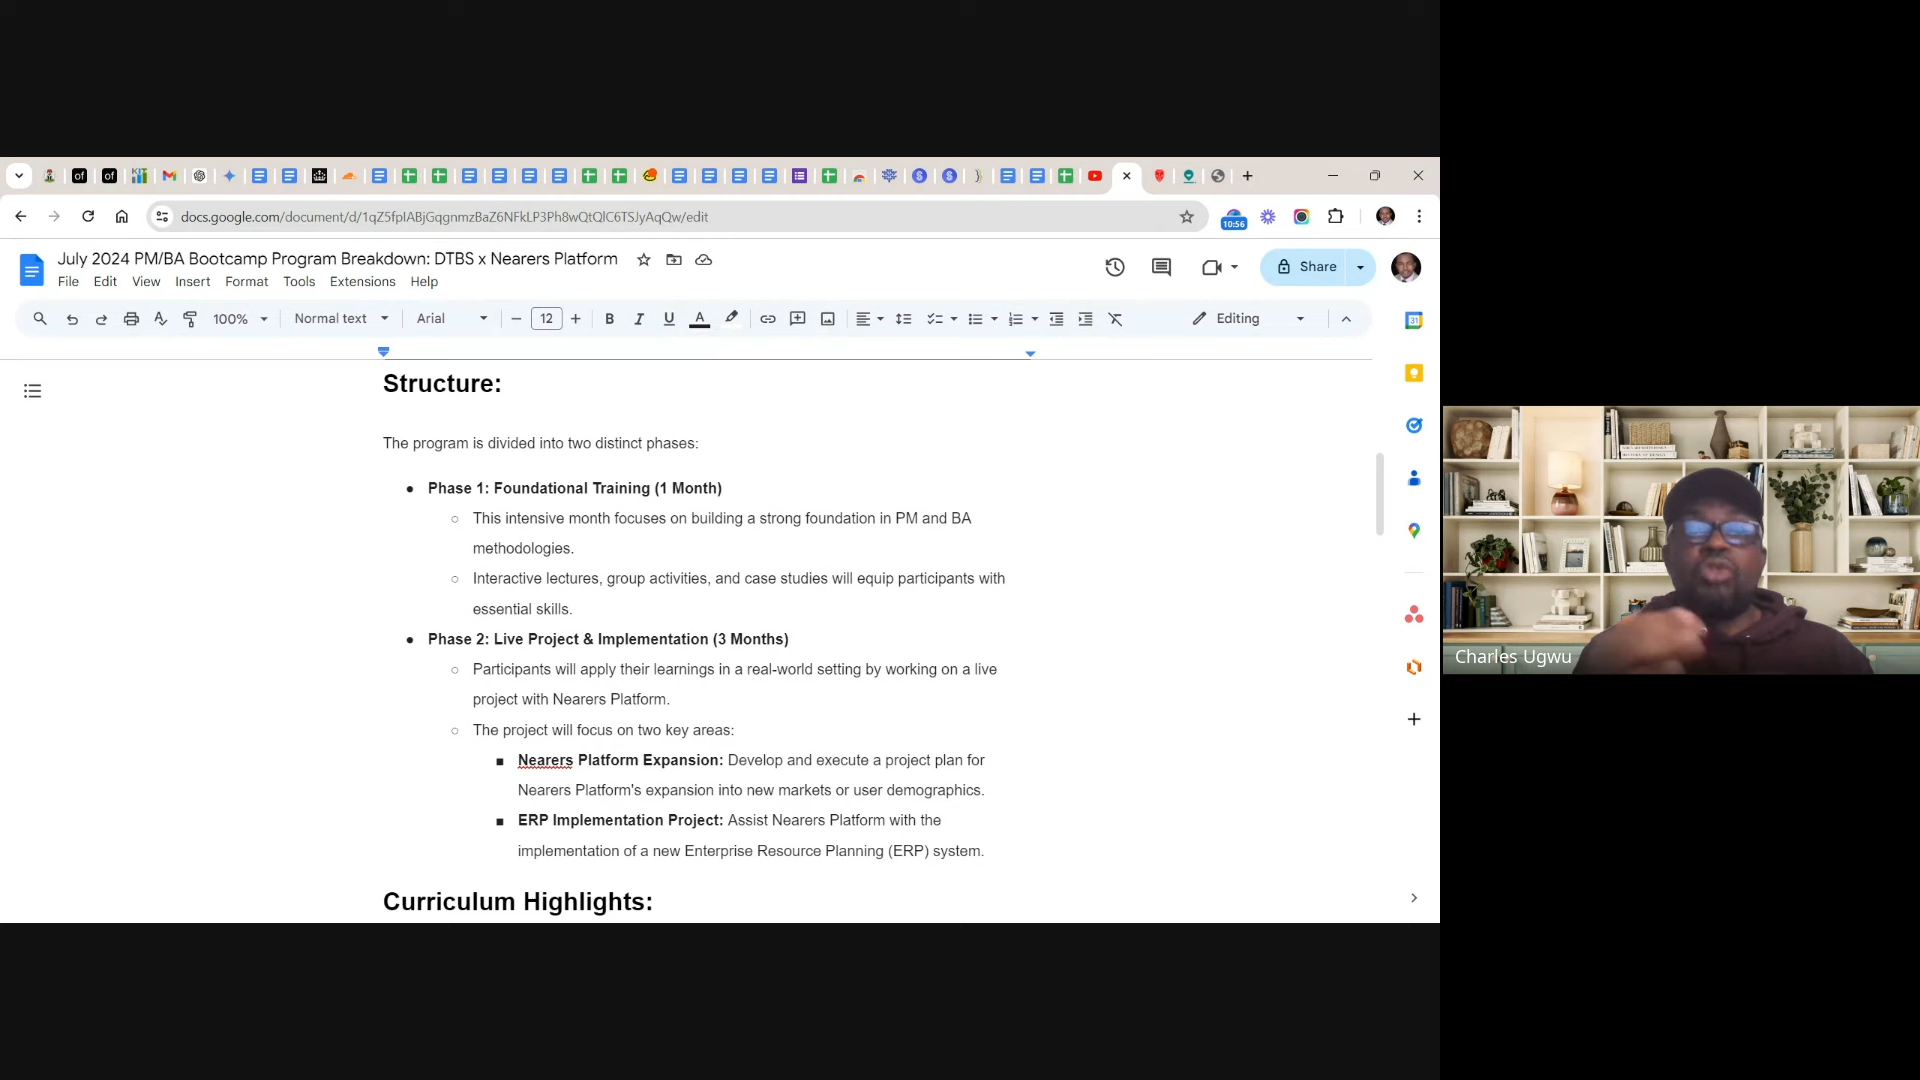 docs.google.com/document/d/1qZ5fpIABjGqgnmzBaZ6NFkLP3Ph8wQtQlC6TSJyAqQw/edit
10:56
July 2024 PM/BA Bootcamp Program Breakdown: DTBS x Nearers Platform
File Edit View Insert Format Tools Extensions Help
Share
100% Normal text Arial 12 Editing
Structure:
The program is divided into two distinct phases:
● Phase 1: Foundational Training (1 Month)
○ This intensive month focuses on building a strong foundation in PM and BA
methodologies.
○ Interactive lectures, group activities, and case studies will equip participants with
essential skills.
● Phase 2: Live Project & Implementation (3 Months)
○ Participants will apply their learnings in a real-world setting by working on a live
project with Nearers Platform.
○ The project will focus on two key areas:
■ Nearers Platform Expansion: Develop and execute a project plan for
Nearers Platform's expansion into new markets or user demographics.
■ ERP Implementation Project: Assist Nearers Platform with the
implementation of a new Enterprise Resource Planning (ERP) system.
Curriculum Highlights:
Charles Ugwu